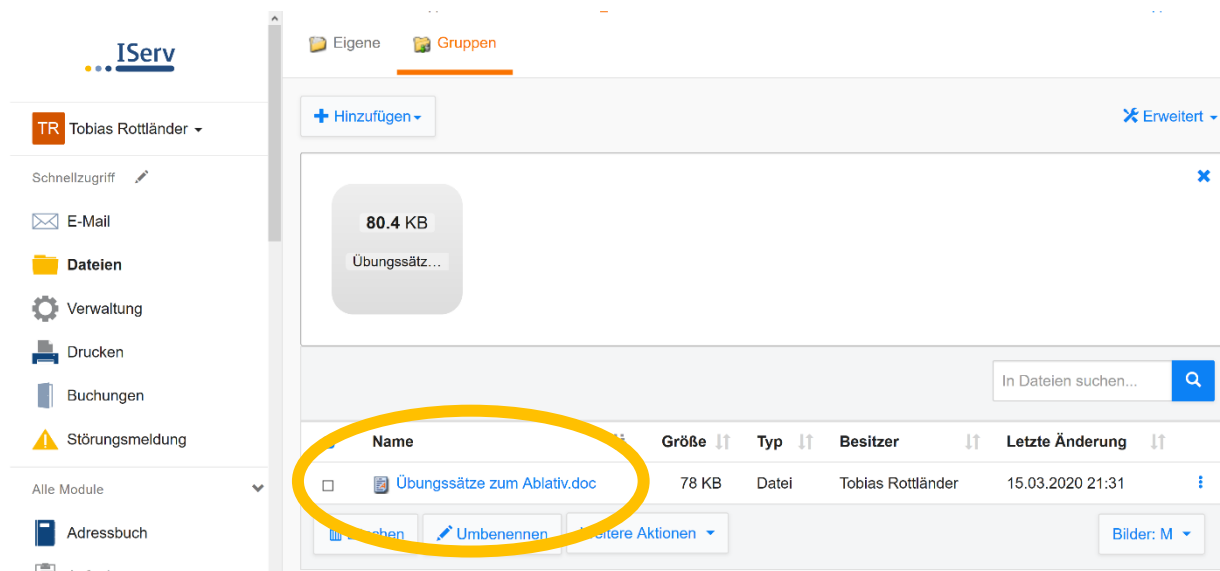 IServ
TR Tobias Rottländer
Schnellzugriff
E-Mail
Dateien
Verwaltung
Drucken
Buchungen
Störungsmeldung
Alle Module
Adressbuch
Eigene Gruppen
Hinzufügen Erweitert
80.4 KB
Übungssätz...
In Dateien suchen...
Name Größe Typ Besitzer Letzte Änderung
Übungssätze zum Ablativ.doc 78 KB Datei Tobias Rottländer 15.03.2020 21:31
Umbenennen Aktionen Bilder: M